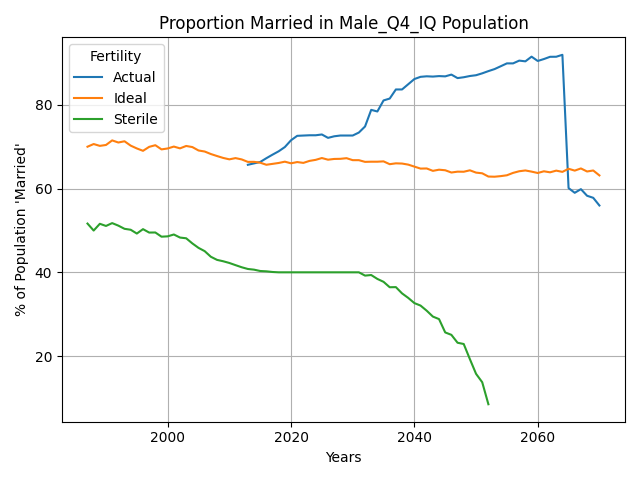 Proportion Married in Male_Q4_IQ Population
% of Population 'Married'
Fertility
Actual
Ideal
Sterile
80
60
40
20
2000
2020
2040
2060
Years